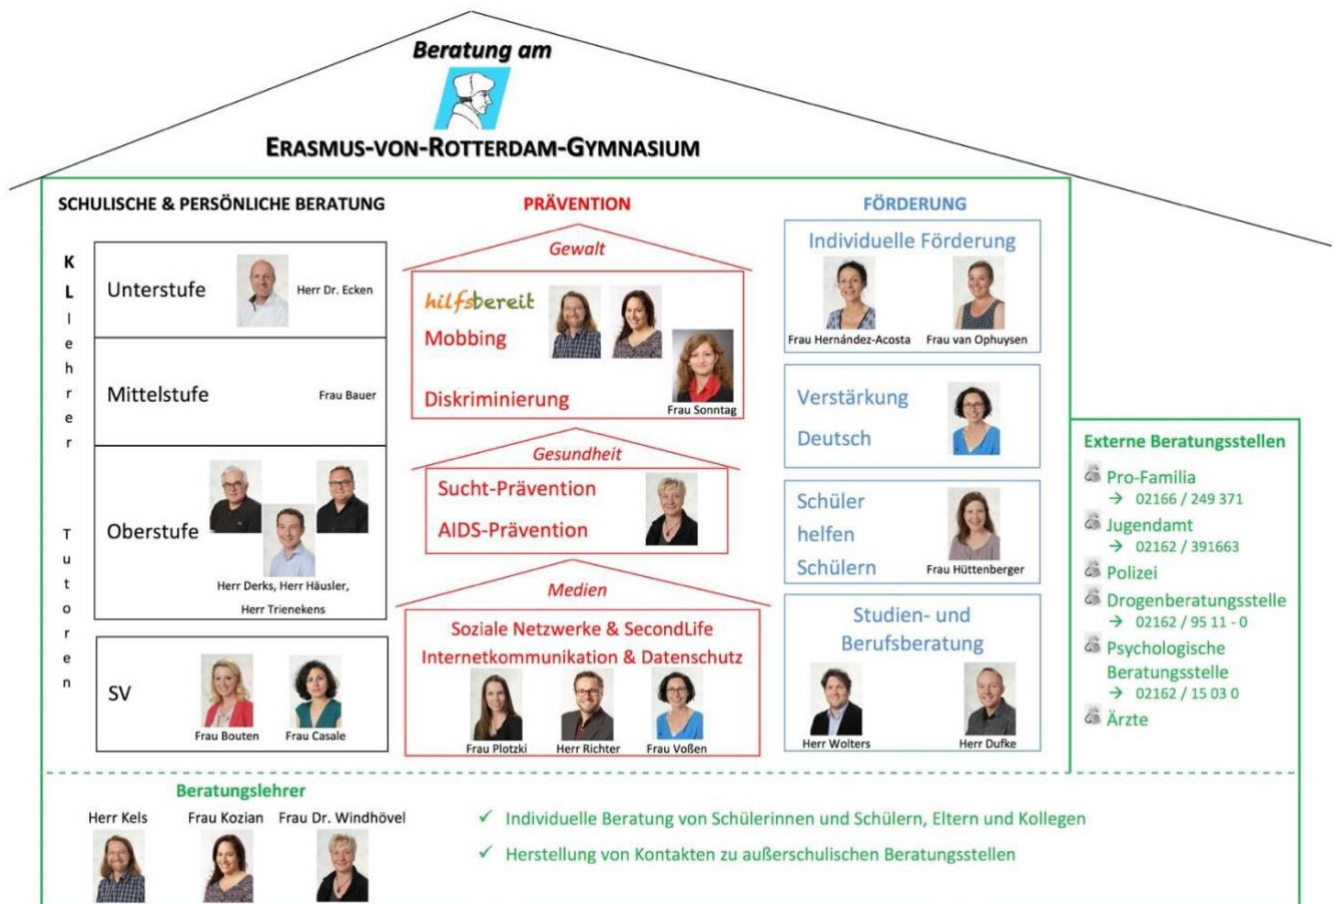 Beratung am
ERASMUS-VON-ROTTERDAM-GYMNASIUM
SCHULISCHE & PERSÖNLICHE BERATUNG
K
L
l
e
h
r
e
r
T
u
t
o
r
e
n
Unterstufe
Herr Dr. Ecken
Mittelstufe
Frau Bauer
Oberstufe
Herr Derks, Herr Häusler,
Herr Trienekens
SV
Frau Bouten
Frau Casale
PRÄVENTION
Gewalt
hilfsbereit
Mobbing
Diskriminierung
Frau Sonntag
Gesundheit
Sucht-Prävention
AIDS-Prävention
Medien
Soziale Netzwerke & SecondLife
Internetkommunikation & Datenschutz
Frau Plotzki
Herr Richter
Frau Voßen
FÖRDERUNG
Individuelle Förderung
Frau Hernández-Acosta
Frau van Ophuysen
Verstärkung
Deutsch
Schüler
helfen
Schülern
Frau Hüttenberger
Studien- und
Berufsberatung
Herr Wolters
Herr Dufke
Externe Beratungsstellen
Pro-Familia
→ 02166 / 249 371
Jugendamt
→ 02162 / 391663
Polizei
Drogenberatungsstelle
→ 02162 / 95 11 - 0
Psychologische
Beratungsstelle
→ 02162 / 15 03 0
Ärzte
Beratungslehrer
Herr Kels
Frau Kozian
Frau Dr. Windhövel
✓ Individuelle Beratung von Schülerinnen und Schülern, Eltern und Kollegen
✓ Herstellung von Kontakten zu außerschulischen Beratungsstellen